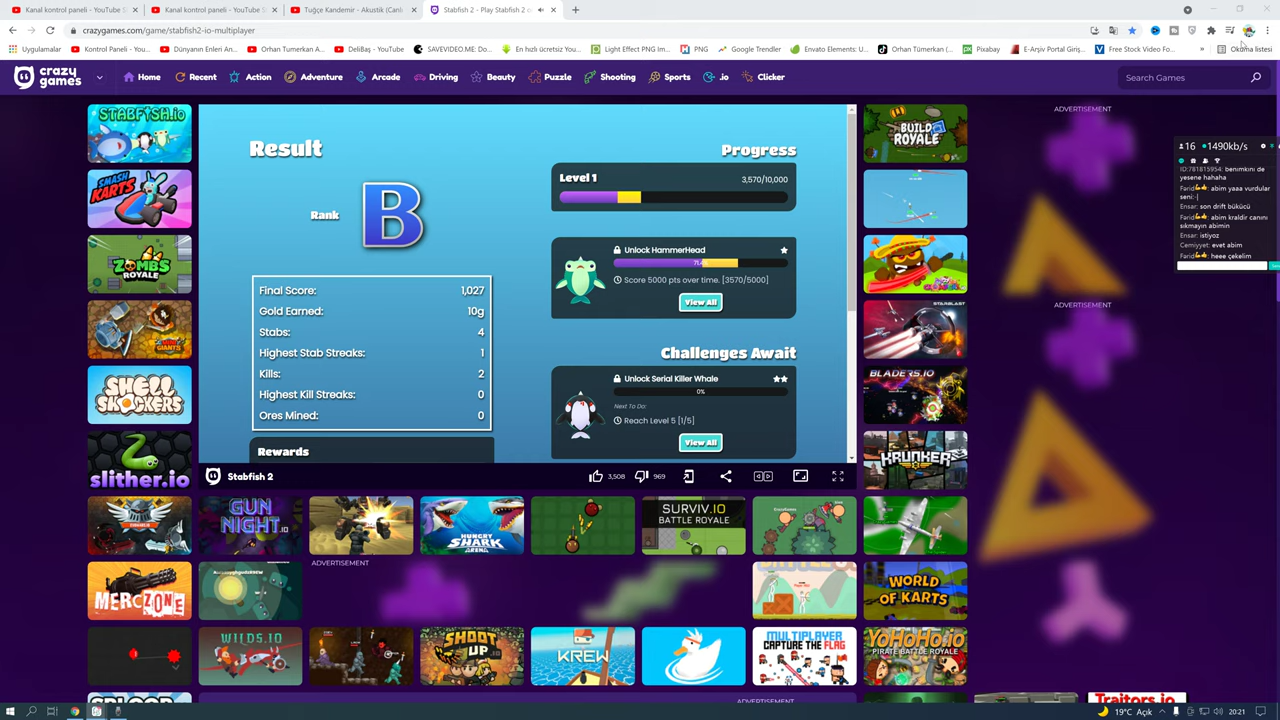 Kanal kontrol paneli - YouTube S
Kanal kontrol paneli - YouTube S
Tuğçe Kandemir - Akustik (Canlı
Stabfish 2 - Play Stabfish 2 o
crazygames.com/game/stabfish2-io-multiplayer
Uygulamalar
Kontrol Paneli - You...
Dünyanın Enleri An...
Orhan Tumerkan (...
DeliBaş - YouTube
SAVEVIDEO.ME: Do...
En hızlı ücretsiz You...
Light Effect PNG Im...
PNG
Google Trendler
Envato Elements: U...
Orhan Tümerkan (...
Pixabay
E-Arşiv Portal Giriş...
Free Stock Video Fo...
Okuma listesi
crazy games
Home
Recent
Action
Adventure
Arcade
Driving
Beauty
Puzzle
Shooting
Sports
.io
Clicker
Search Games
STABFISH.IO
SMASH KARTS
ZOMBS ROYALE
SHELL SHOCKERS
slither.io
Result
Rank
B
Final Score: 1,027
Gold Earned: 10g
Stabs: 4
Highest Stab Streaks: 1
Kills: 2
Highest Kill Streaks: 0
Ores Mined: 0
Rewards
Progress
Level 1 3,570/10,000
Unlock HammerHead
Score 5000 pts over time. [3570/5000]
View All
Challenges Await
Unlock Serial Killer Whale
0%
Next To Do:
Reach Level 5 [1/5]
View All
Stabfish 2
3,508
969
BUILD ROYALE
STARBLAST
BLADERS.IO
KRUNKER
ADVERTISEMENT
ADVERTISEMENT
16 1490kb/s
ID:781815954: benimkini de
yesene hahaha
Farid: abim yaaa vurdular
seni:-(
Ensar: son drift bükücü
Farid: abim kraldir canını
sıkmayın abimin
Ensar: istiyoz
Cemiyyet: evet abim
Farid: heee çekelim
GUN NIGHT.IO
HUNGRY SHARK ARENA
SURVIV.IO
BATTLE ROYALE
MERCZONE
ADVERTISEMENT
WORLD OF KARTS
WILDS.IO
SHOOT UP.IO
KREW
MULTIPLAYER CAPTURE THE FLAG
YOHOHO.IO
PIRATE BATTLE ROYALE
ADVERTISEMENT
Traitors.io
19°C Açık
20:21